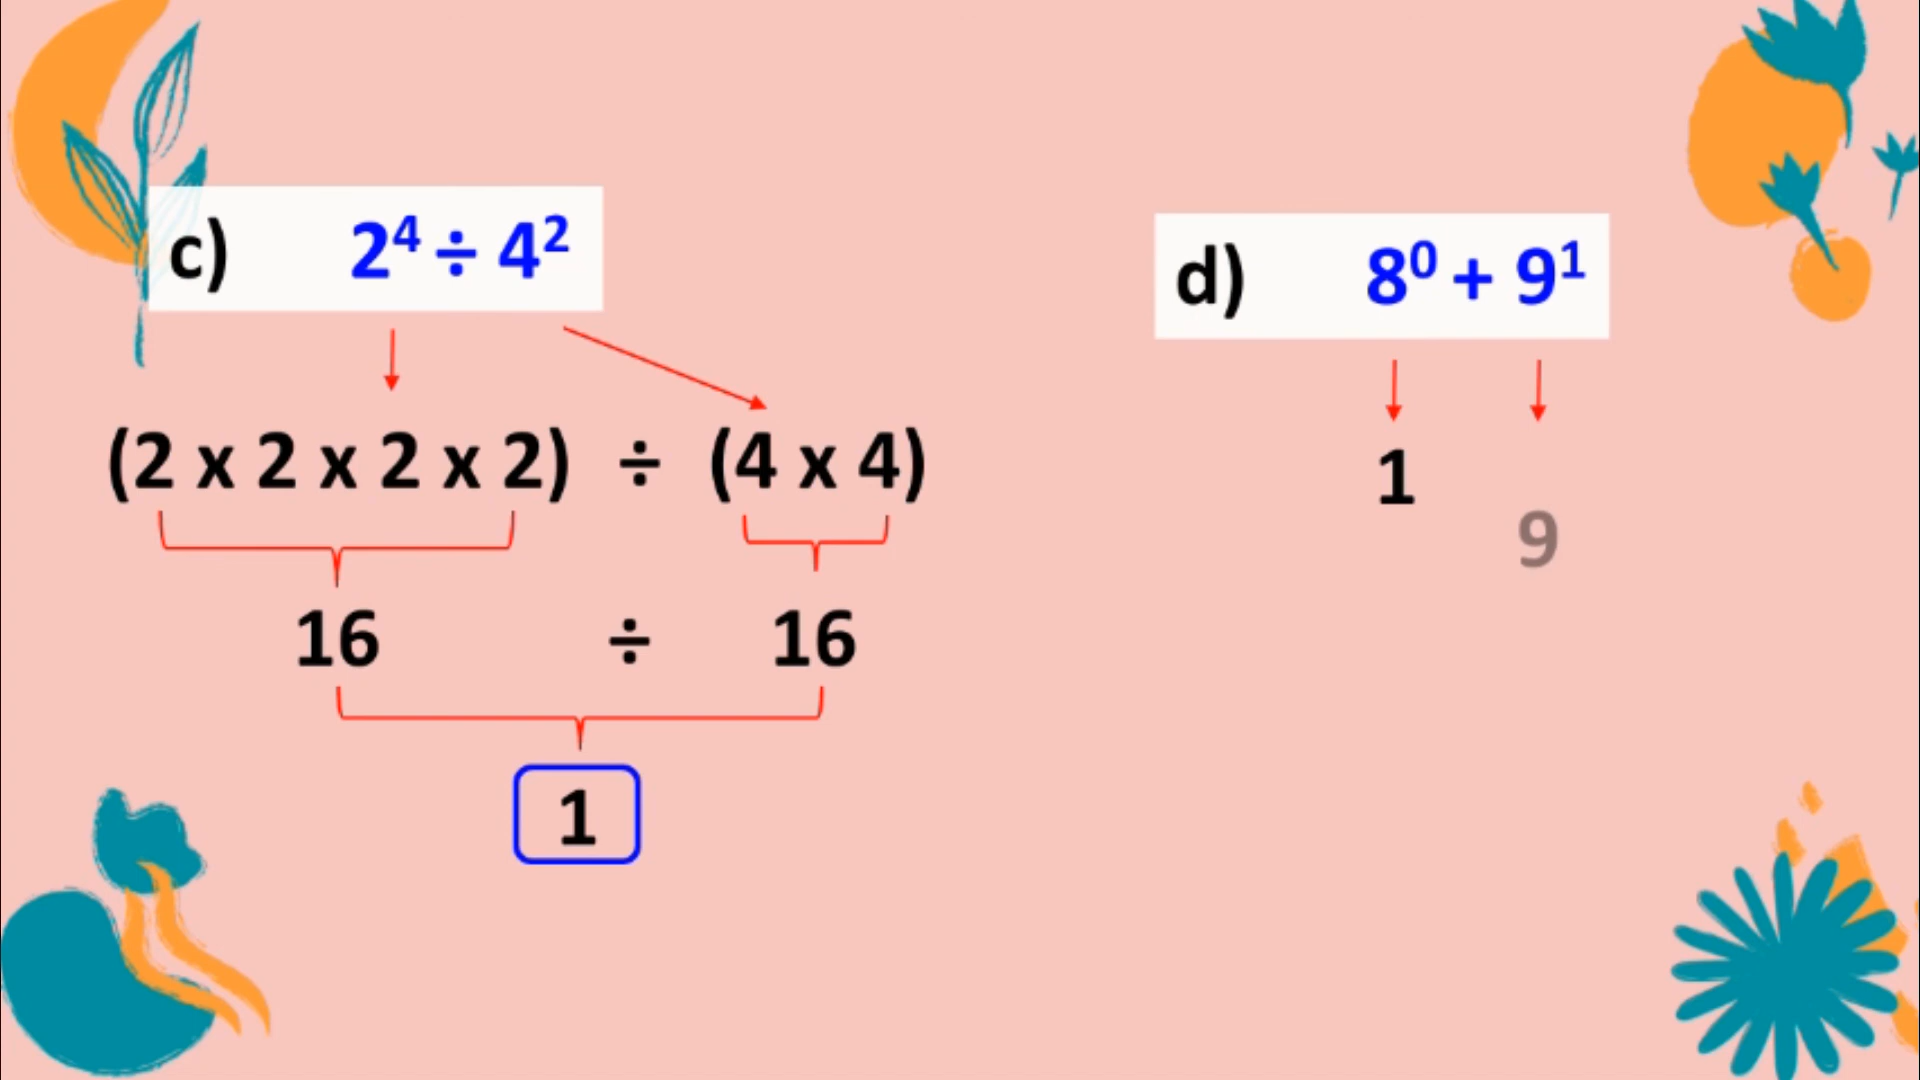 c) 2⁴ ÷ 4²
(2 x 2 x 2 x 2) ÷ (4 x 4)
16 ÷ 16
1
d) 8⁰ + 9¹
1
9